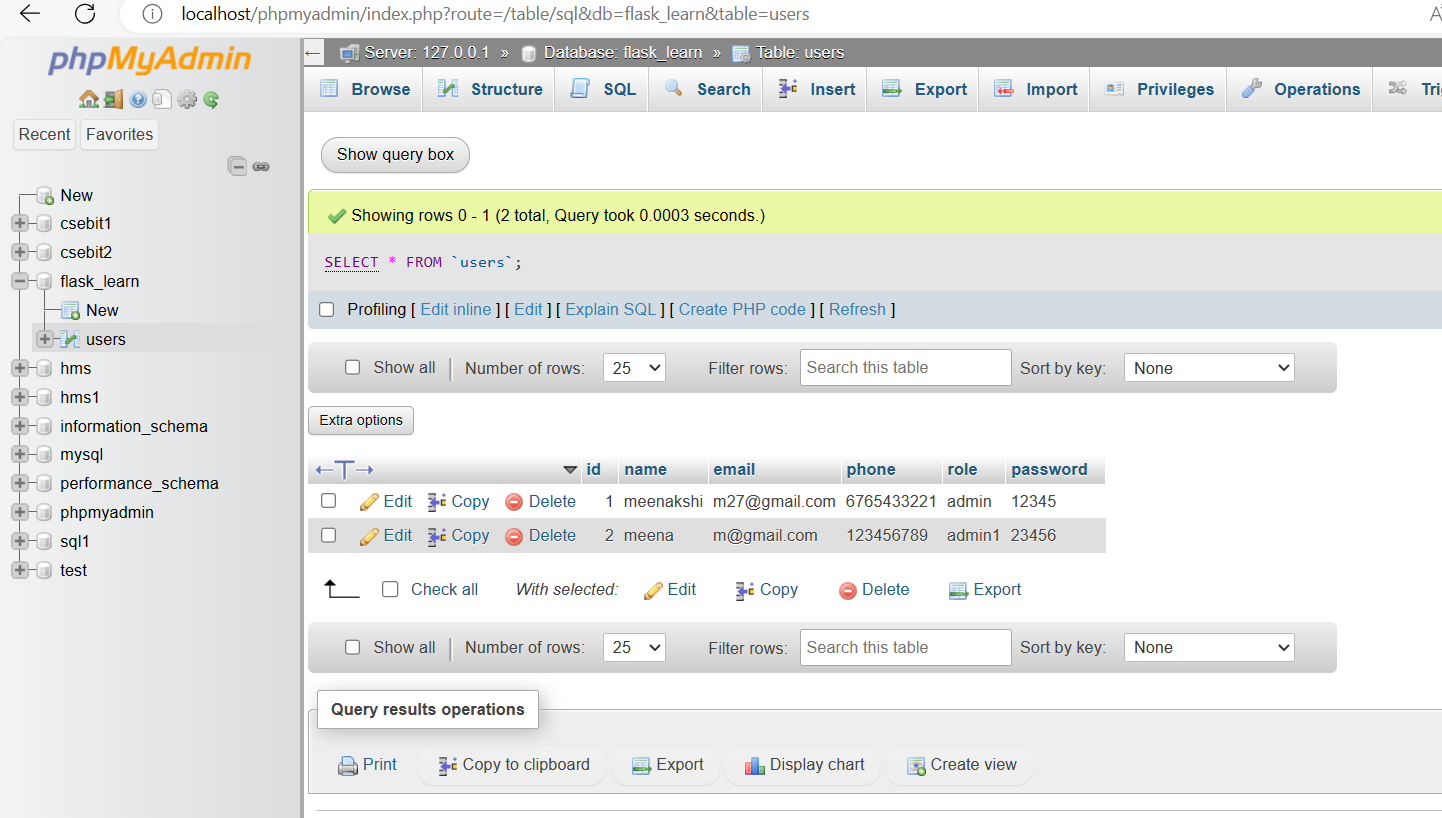 localhost/phpmyadmin/index.php?route=/table/sql&db=flask_learn&table=users
phpMyAdmin
Recent Favorites
New
csebit1
csebit2
flask_learn
New
users
hms
hms1
information_schema
mysql
performance_schema
phpmyadmin
sql1
test
Server: 127.0.0.1 » Database: flask_learn » Table: users
Browse Structure SQL Search Insert Export Import Privileges Operations
Show query box
Showing rows 0 - 1 (2 total, Query took 0.0003 seconds.)
SELECT * FROM `users`;
Profiling [ Edit inline ] [ Edit ] [ Explain SQL ] [ Create PHP code ] [ Refresh ]
Show all Number of rows: 25 Filter rows: Search this table Sort by key: None
Extra options
id name email phone role password
Edit Copy Delete 1 meenakshi m27@gmail.com 6765433221 admin 12345
Edit Copy Delete 2 meena m@gmail.com 123456789 admin1 23456
Check all With selected: Edit Copy Delete Export
Show all Number of rows: 25 Filter rows: Search this table Sort by key: None
Query results operations
Print Copy to clipboard Export Display chart Create view